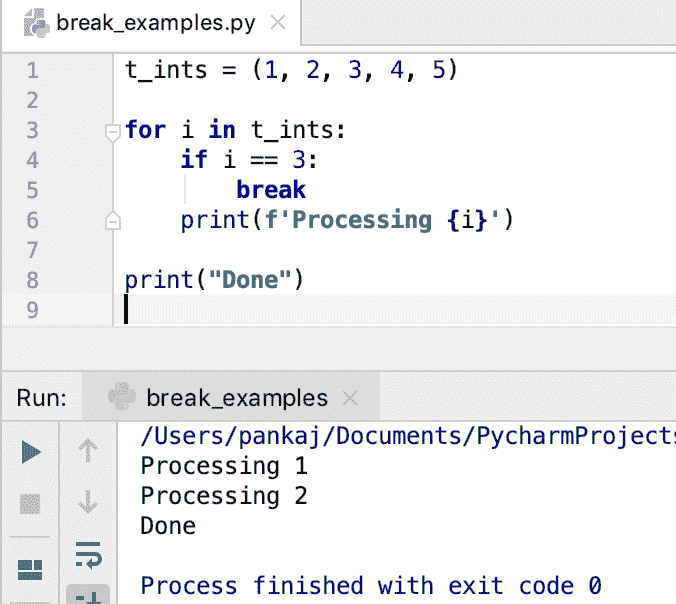 break_examples.py
1 t_ints = (1, 2, 3, 4, 5)
2
3 for i in t_ints:
4     if i == 3:
5         break
6     print(f'Processing {i}')
7
8 print("Done")
9
Run: break_examples
/Users/pankaj/Documents/PycharmProjects
Processing 1
Processing 2
Done
Process finished with exit code 0